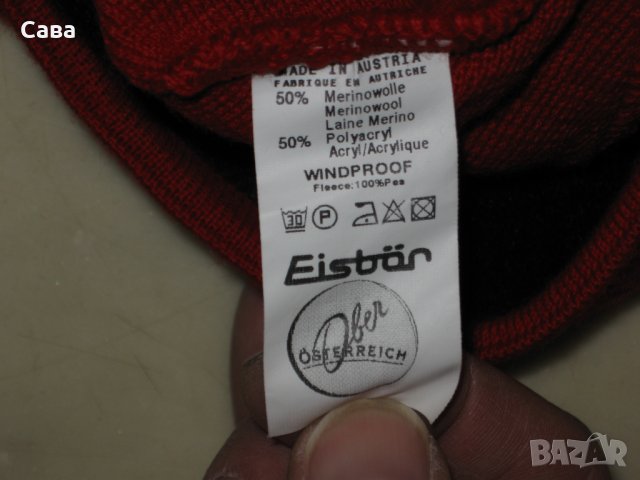 Caba
MADE IN AUSTRIA
FABRIQUE EN AUTRICHE
50% Merinowolle
Merinowool
Laine Merino
50% Polyacryl
Acryl/Acrylique
WINDPROOF
Fleece:100%Pes
30 P
Eisbär
Ober
ÖSTERREICH
BAZAR